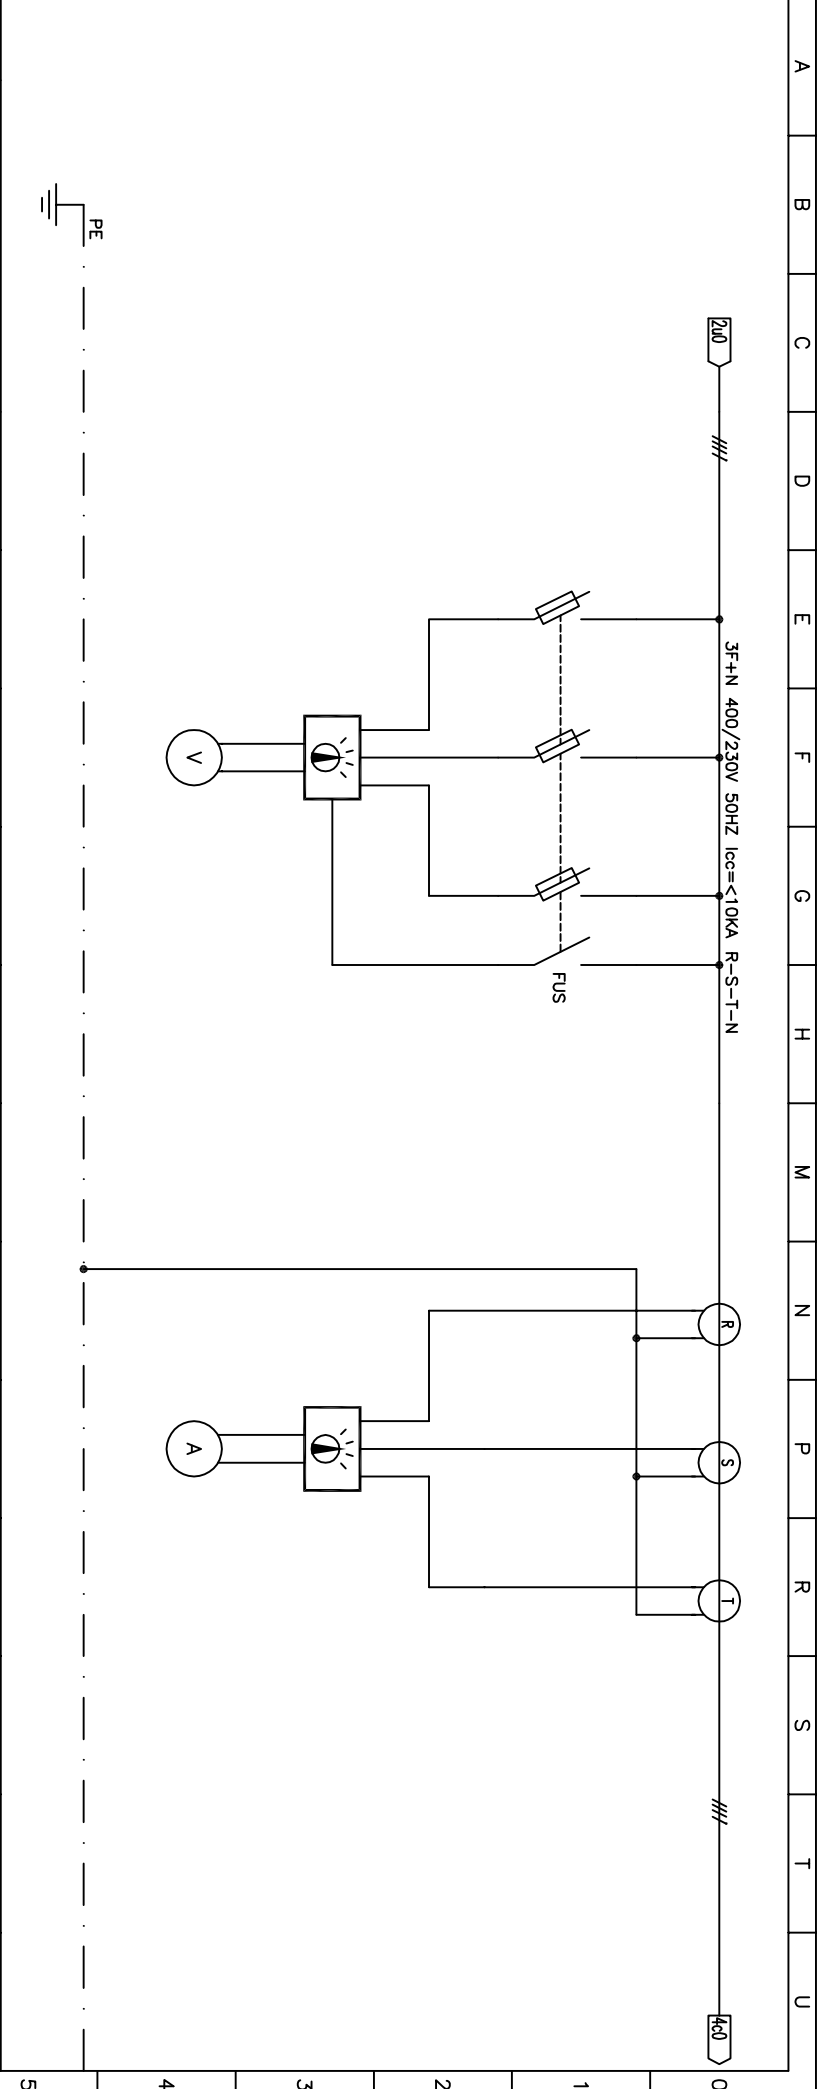 A B C D E F G H M N P R S T U
0
1
2
3
4
5
2u0
4c0
3F+N 400/230V 50HZ Icc=<10KA R-S-T-N
FUS
R
S
T
V
A
PE